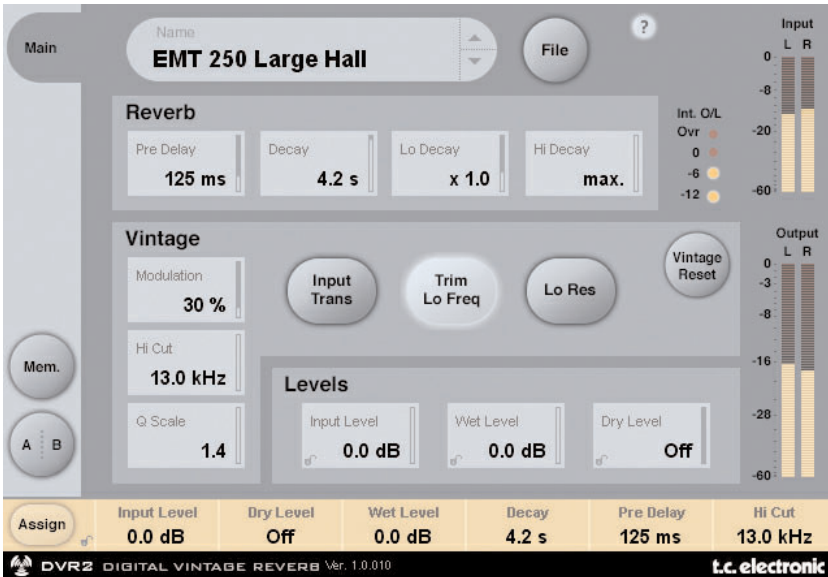 Main
Name
EMT 250 Large Hall
File
?
Input
L R
0
-8
-20
-60
Reverb
Pre Delay
125 ms
Decay
4.2 s
Lo Decay
x 1.0
Hi Decay
max.
Int. O/L
Ovr
0
-6
-12
Vintage
Modulation
30 %
Hi Cut
13.0 kHz
Q Scale
1.4
Input
Trans
Trim
Lo Freq
Lo Res
Vintage
Reset
Output
L R
0
-3
-8
-16
-28
-60
Levels
Input Level
0.0 dB
Wet Level
0.0 dB
Dry Level
Off
Mem.
A B
Assign
Input Level
0.0 dB
Dry Level
Off
Wet Level
0.0 dB
Decay
4.2 s
Pre Delay
125 ms
Hi Cut
13.0 kHz
DVR2 DIGITAL VINTAGE REVERB Ver. 1.0.010
t.c. electronic